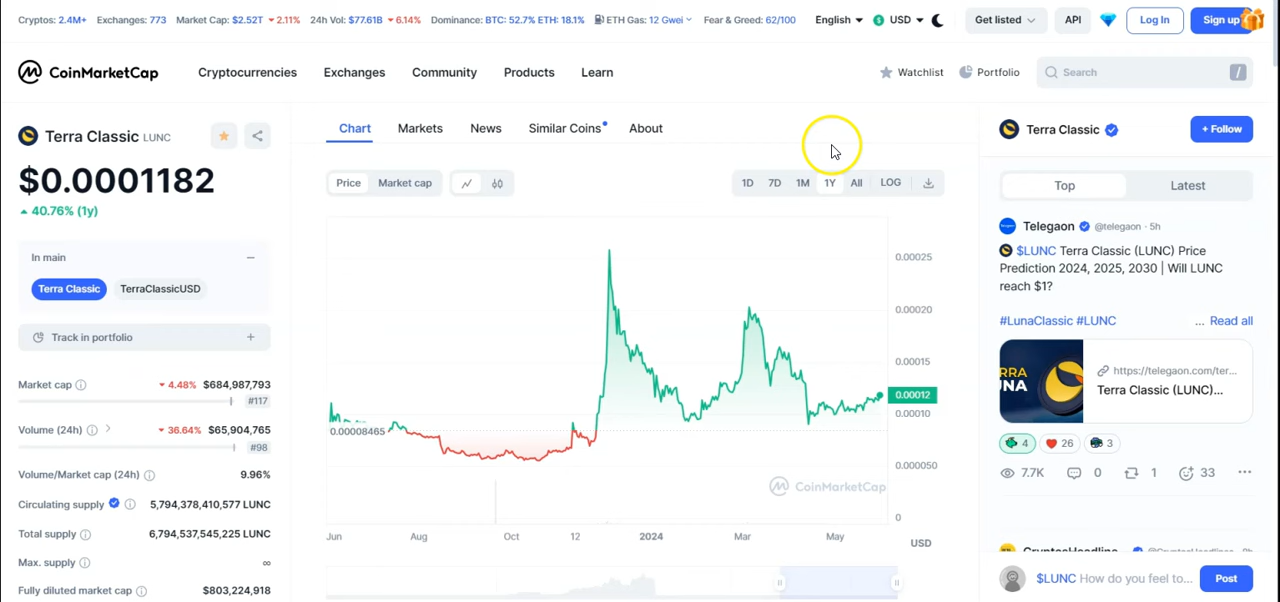 Cryptos: 2.4M+ Exchanges: 773 Market Cap: $2.52T 2.11% 24h Vol: $77.61B 6.14% Dominance: BTC: 52.7% ETH: 18.1% ETH Gas: 12 Gwei Fear & Greed: 62/100 English USD Get listed API Log In Sign up
CoinMarketCap Cryptocurrencies Exchanges Community Products Learn Watchlist Portfolio Search /
Terra Classic LUNC
$0.0001182
40.76% (1y)
In main
Terra Classic TerraClassicUSD
Track in portfolio +
Market cap 4.48% $684,987,793
#117
Volume (24h) 36.64% $65,904,765
#98
Volume/Market cap (24h) 9.96%
Circulating supply 5,794,378,410,577 LUNC
Total supply 6,794,537,545,225 LUNC
Max. supply ∞
Fully diluted market cap $803,224,918
Chart Markets News Similar Coins About
Price Market cap 1D 7D 1M 1Y All LOG
0.00025
0.00020
0.00015
0.00012
0.00010
0.00008465
0.000050
CoinMarketCap
0
Jun Aug Oct 12 2024 Mar May USD
Terra Classic + Follow
Top Latest
Telegaon @telegaon · 5h
$LUNC Terra Classic (LUNC) Price
Prediction 2024, 2025, 2030 | Will LUNC
reach $1?
#LunaClassic #LUNC ... Read all
RRA
UNA
https://telegaon.com/ter...
Terra Classic (LUNC)...
4 26 3
7.7K 0 1 33
$LUNC How do you feel to... Post